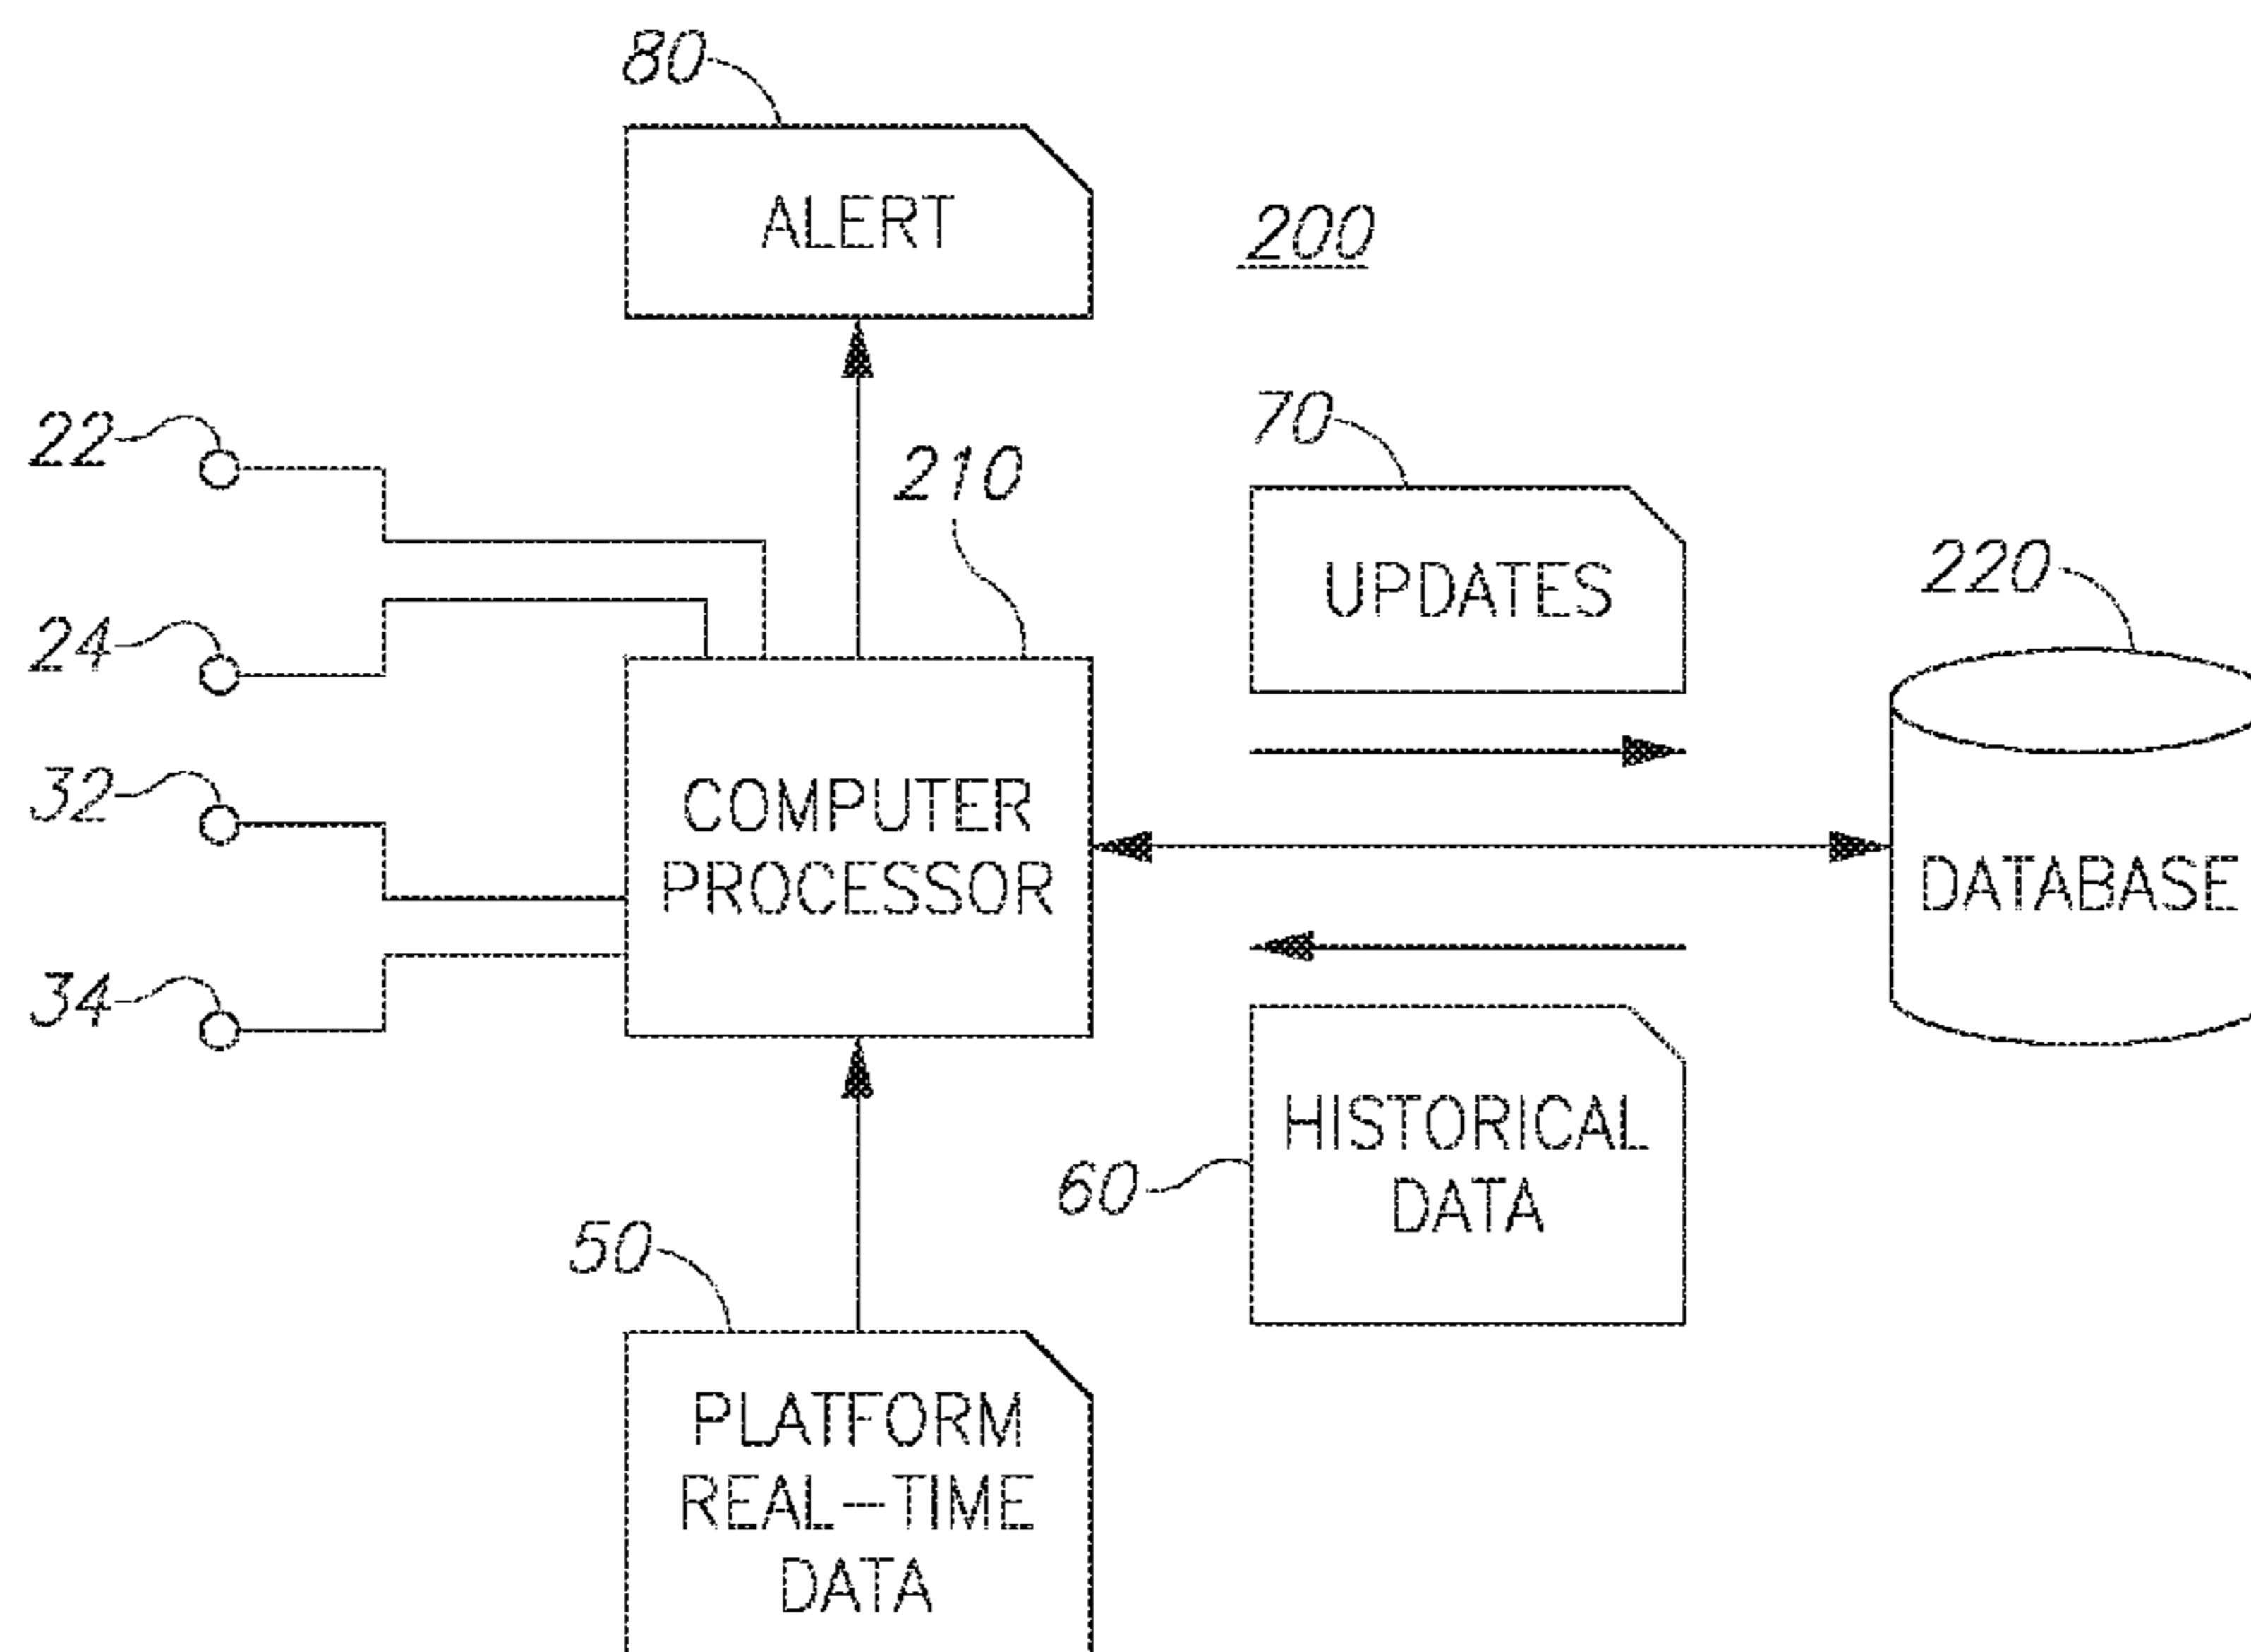 80
ALERT
200
22
210
70
UPDATES
220
24
32
COMPUTER
PROCESSOR
DATABASE
34
HISTORICAL
DATA
60
50
PLATFORM
REAL-TIME
DATA